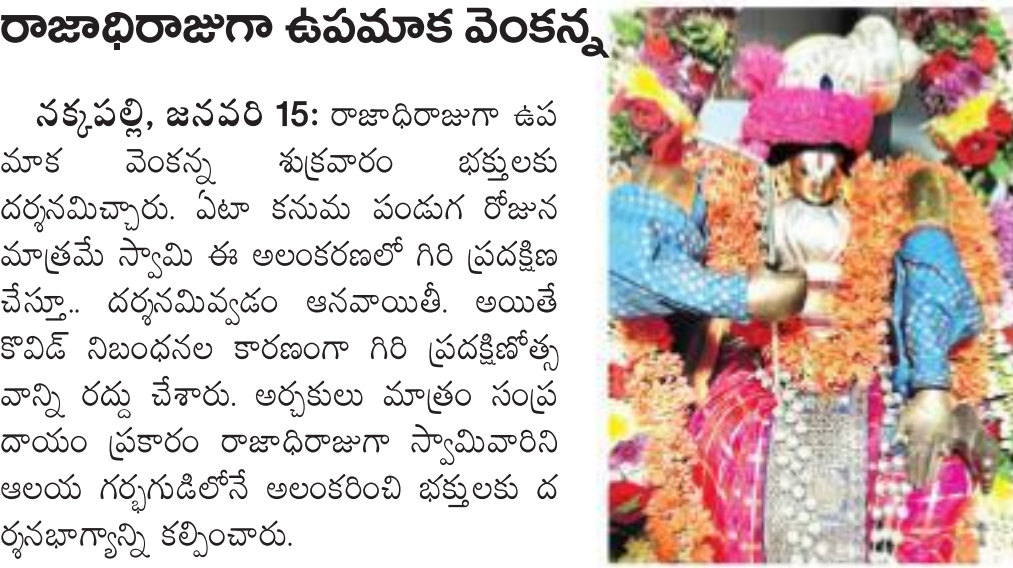 రాజాధిరాజుగా ఉపమాక వెంకన్న
నక్కపల్లి, జనవరి 15: రాజాధిరాజుగా ఉప
మాక వెంకన్న శుక్రవారం భక్తులకు
దర్శనమిచ్చారు. ఏటా కనుమ పండుగ రోజున
మాత్రమే స్వామి ఈ అలంకరణలో గిరి ప్రదక్షిణ
చేస్తూ.. దర్శనమివ్వడం ఆనవాయితీ. అయితే
కొవిడ్ నిబంధనల కారణంగా గిరి ప్రదక్షిణోత్స
వాన్ని రద్దు చేశారు. అర్చకులు మాత్రం సంప్ర
దాయం ప్రకారం రాజాధిరాజుగా స్వామివారిని
ఆలయ గర్భగుడిలోనే అలంకరించి భక్తులకు ద
ర్శనభాగ్యాన్ని కల్పించారు.